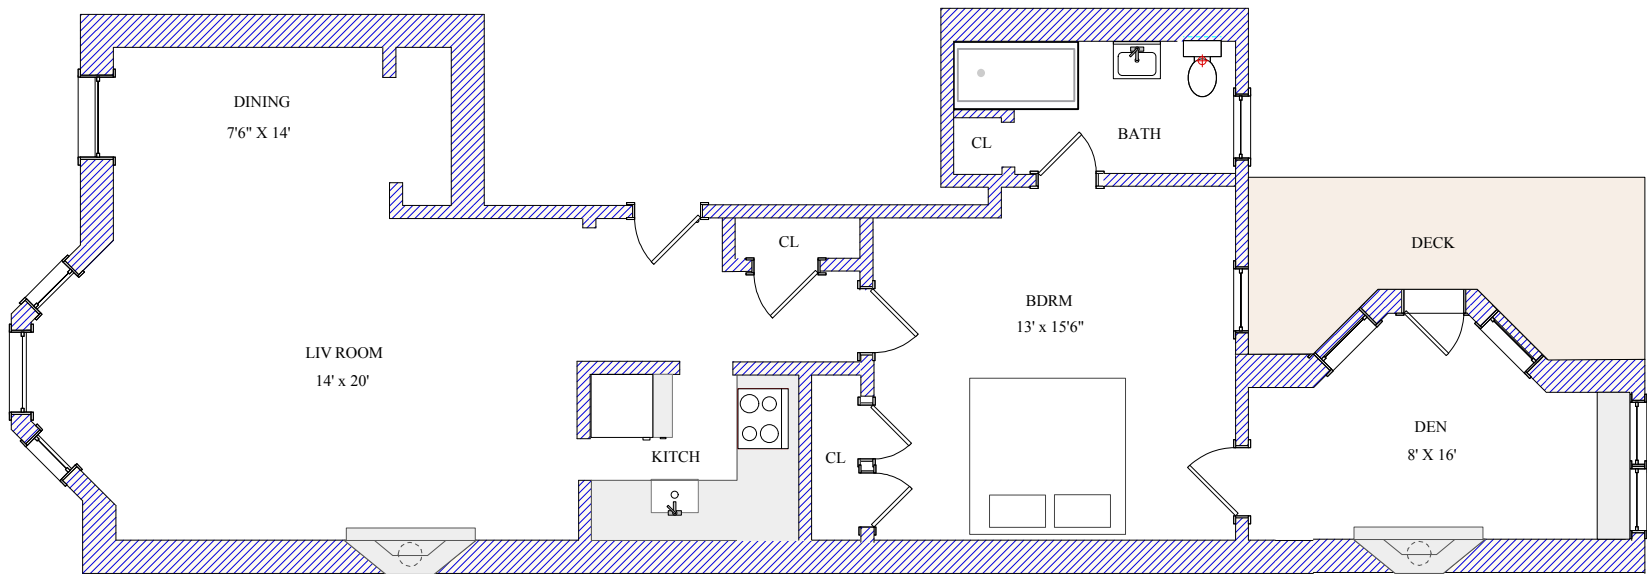 DINING
7'6" X 14'
CL
BATH
CL
DECK
BDRM
13' x 15'6"
LIV ROOM
14' x 20'
DEN
8' X 16'
KITCH
CL